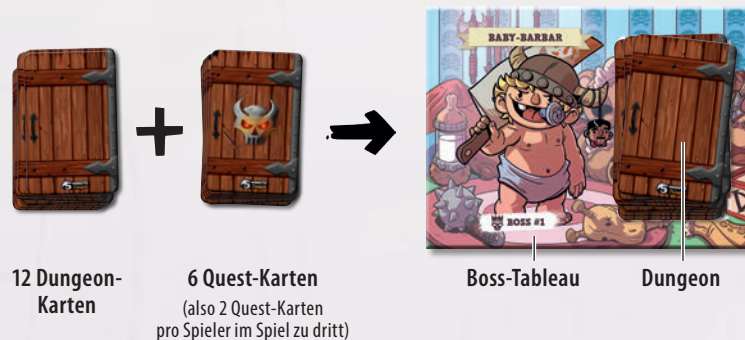 BABY-BARBAR
BOSS #1
12 Dungeon-
Karten
6 Quest-Karten
(also 2 Quest-Karten
pro Spieler im Spiel zu dritt)
Boss-Tableau
Dungeon